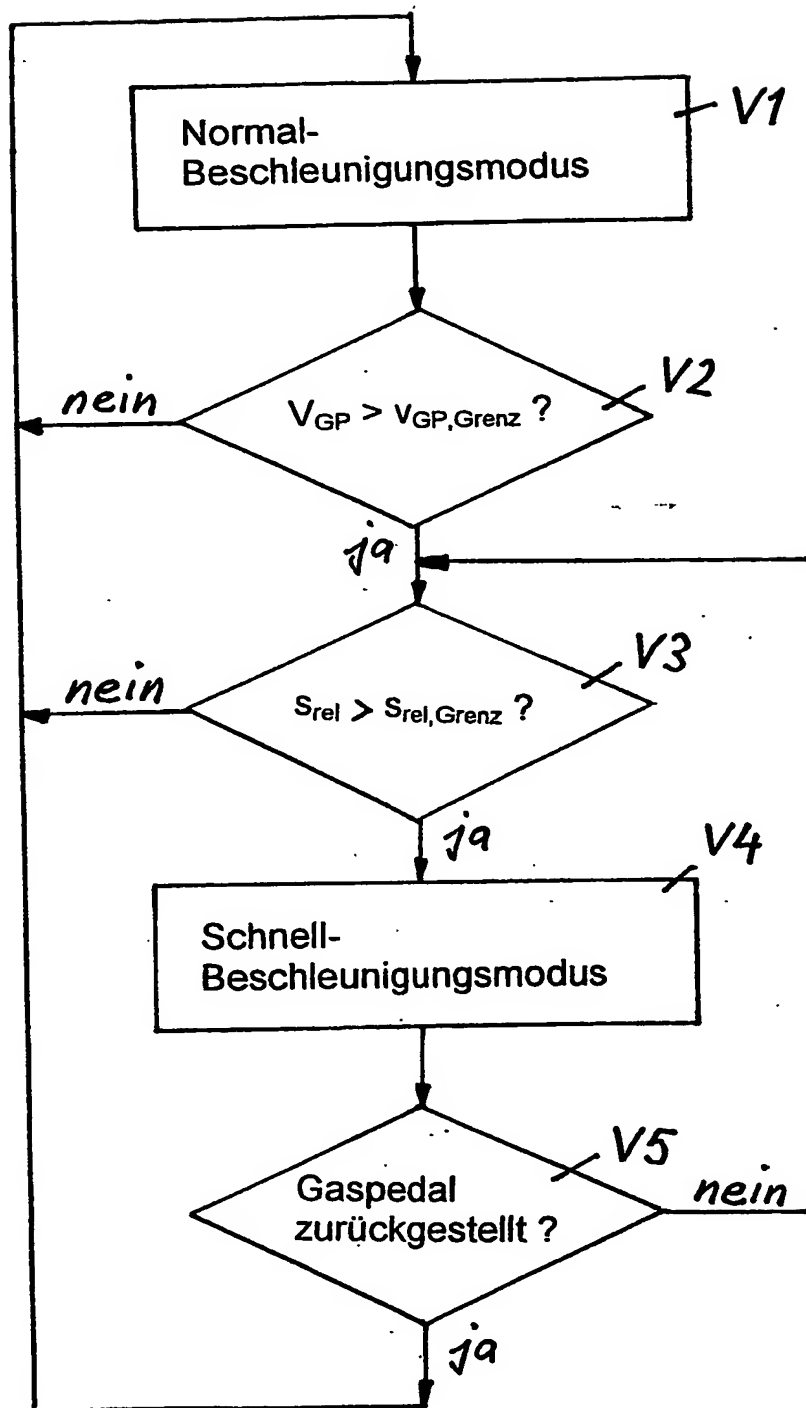 V1
Normal-
Beschleunigungsmodus
V2
nein
V_GP > v_GP,Grenz ?
ja
V3
nein
s_rel > s_rel,Grenz ?
ja
V4
Schnell-
Beschleunigungsmodus
V5
Gaspedal
zurückgestellt ?
nein
ja